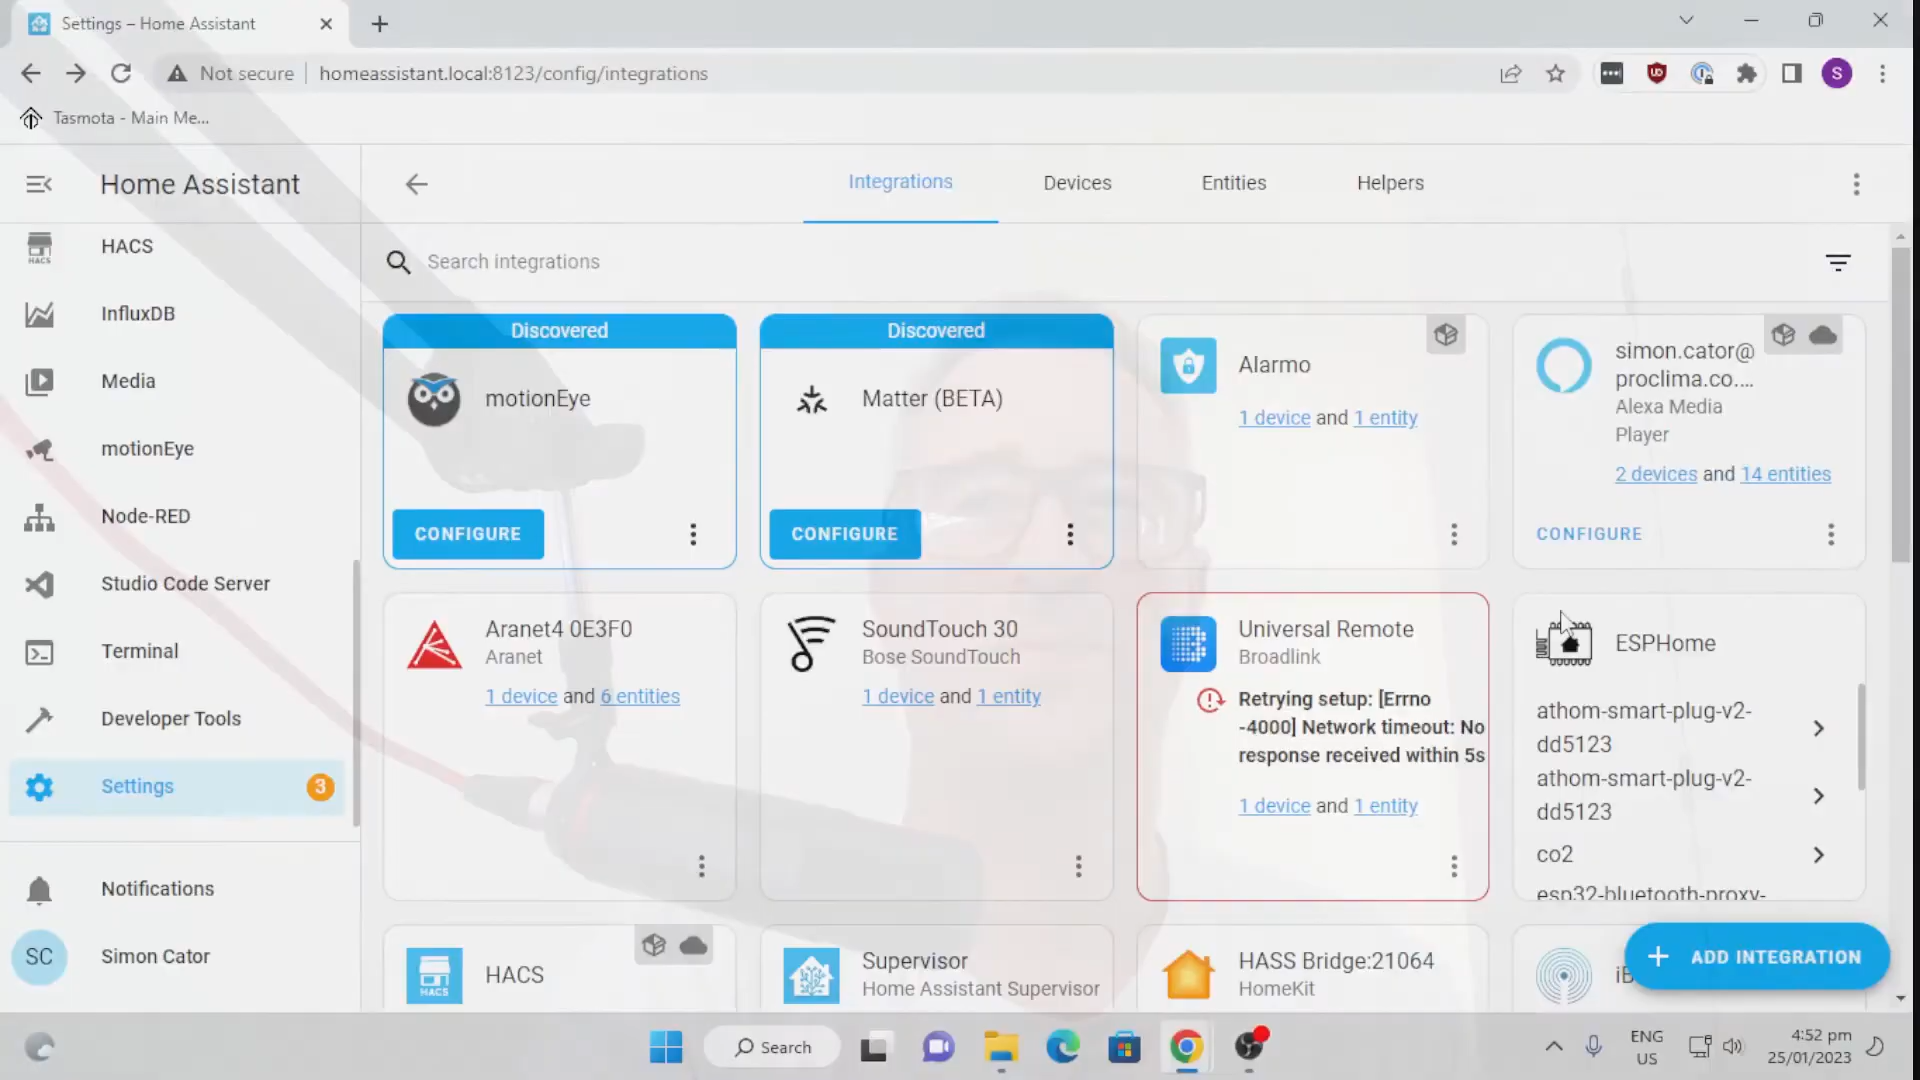 Settings – Home Assistant
Not secure
homeassistant.local:8123/config/integrations
S
Tasmota - Main Me...
Home Assistant
Integrations
Devices
Entities
Helpers
HACS
HACS
Search integrations
InfluxDB
Media
motionEye
Node-RED
Studio Code Server
Terminal
Developer Tools
Settings
3
Notifications
SC
Simon Cator
Discovered
motionEye
CONFIGURE
Discovered
Matter (BETA)
CONFIGURE
Alarmo
1 device and 1 entity
simon.cator@
proclima.co....
Alexa Media
Player
2 devices and 14 entities
CONFIGURE
Aranet4 0E3F0
Aranet
1 device and 6 entities
SoundTouch 30
Bose SoundTouch
1 device and 1 entity
Universal Remote
Broadlink
Retrying setup: [Errno
-4000] Network timeout: No
response received within 5s
1 device and 1 entity
ESPHome
athom-smart-plug-v2-
dd5123
athom-smart-plug-v2-
dd5123
co2
esp32-bluetooth-proxy-
HACS
HACS
Supervisor
Home Assistant Supervisor
HASS Bridge:21064
HomeKit
ADD INTEGRATION
Search
ENG
US
4:52 pm
25/01/2023